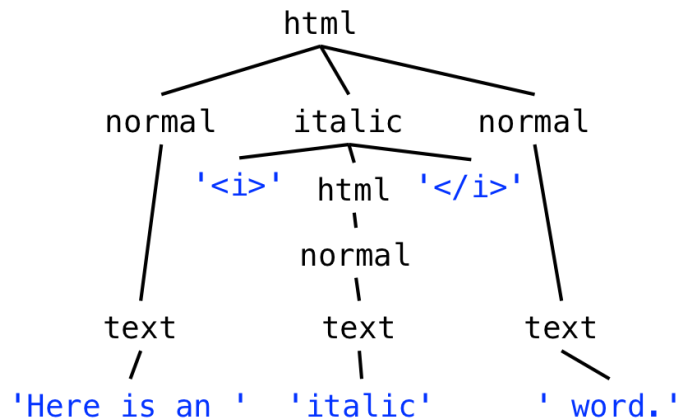 html
normal italic normal
'<i>' html '</i>'
normal
text text text
'Here is an ' 'italic' ' word.'